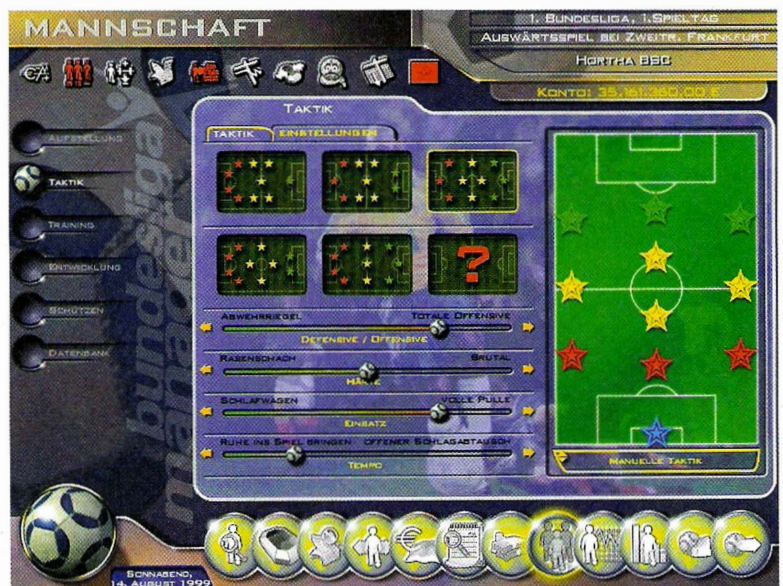 MANNSCHAFT
1. BUNDESLIGA, 1.SPIELTAG
AUSWÄRTSSPIEL BEI ZWEITR. FRANKFURT
HORTHA BSC
KONTO: 35.161.360,00 E
TAKTIK
TAKTIK
EINSTELLUNGEN
AUFSTELLUNG
TAKTIK
TRAINING
ENTWICKLUNG
SCHÜTZEN
DATENBANK
bundesliga
manager
?
ABWEHRRIEGEL
TOTALE OFFENSIVE
DEFENSIVE / OFFENSIVE
RASENSCHACH
BRUTAL
HÄRTE
SCHLAFWAGEN
VOLLE PULLE
EINSATZ
RUHE INS SPIEL BRINGEN
OFFENER SCHLAGABTAUSCH
TEMPO
MANUELLE TAKTIK
SONNABEND,
14. AUGUST 1999